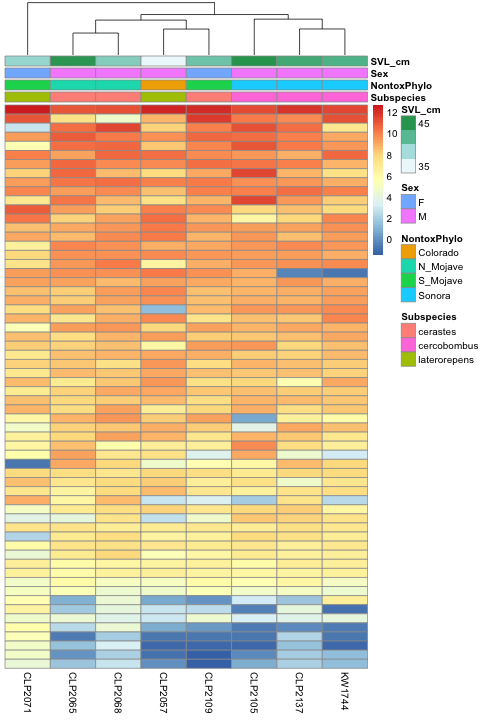 SVL_cm
Sex
NontoxPhylo
Subspecies
12
10
8
6
4
2
0
SVL_cm
45
35
Sex
F
M
NontoxPhylo
Colorado
N_Mojave
S_Mojave
Sonora
Subspecies
cerastes
cercobombus
laterorepens
CLP2071
CLP2065
CLP2068
CLP2057
CLP2109
CLP2105
CLP2137
KW1744